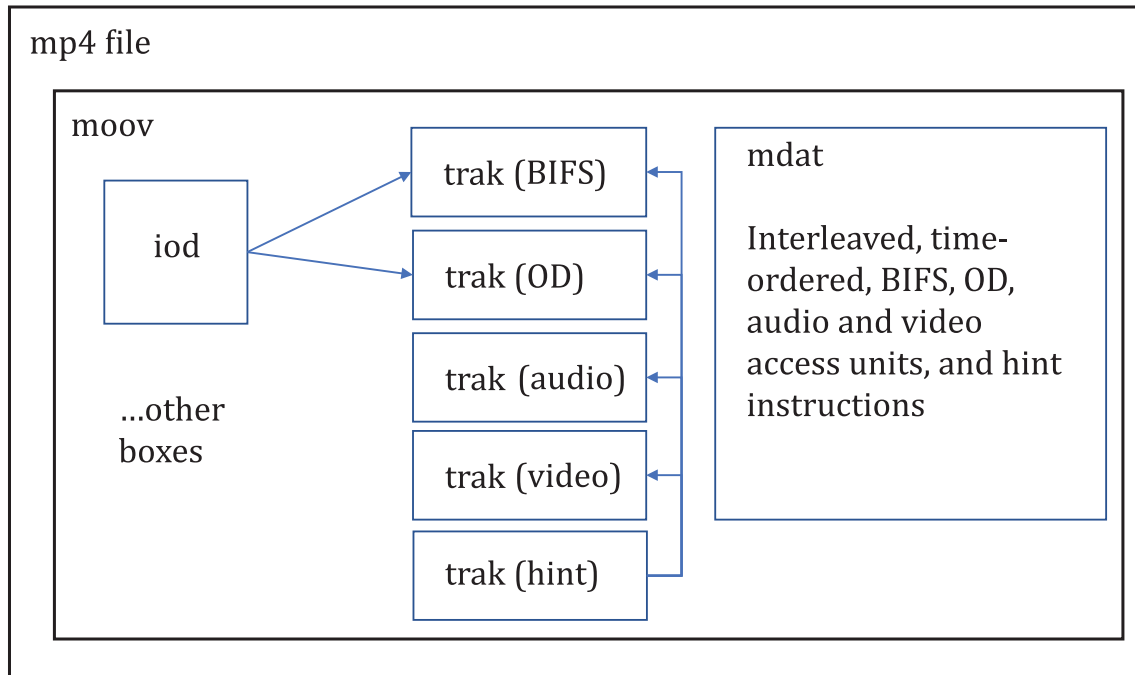 mp4 file
moov
iod
…other
boxes
trak (BIFS)
trak (OD)
trak (audio)
trak (video)
trak (hint)
mdat
Interleaved, time-
ordered, BIFS, OD,
audio and video
access units, and hint
instructions